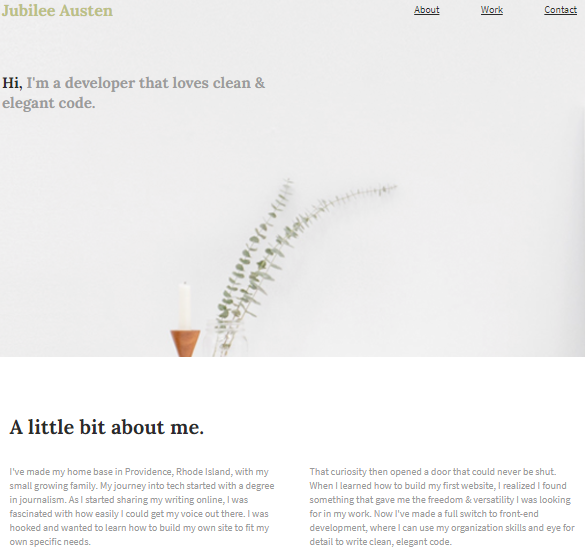 Jubilee Austen
About Work Contact
Hi, I'm a developer that loves clean &
elegant code.
A little bit about me.
I've made my home base in Providence, Rhode Island, with my
small growing family. My journey into tech started with a degree
in journalism. As I started sharing my writing online, I was
fascinated with how easily I could get my voice out there. I was
hooked and wanted to learn how to build my own site to fit my
own specific needs.
That curiosity then opened a door that could never be shut.
When I learned how to build my first website, I realized I found
something that gave me the freedom & versatility I was looking
for in my work. Now I've made a full switch to front-end
development, where I can use my organization skills and eye for
detail to write clean, elegant code.